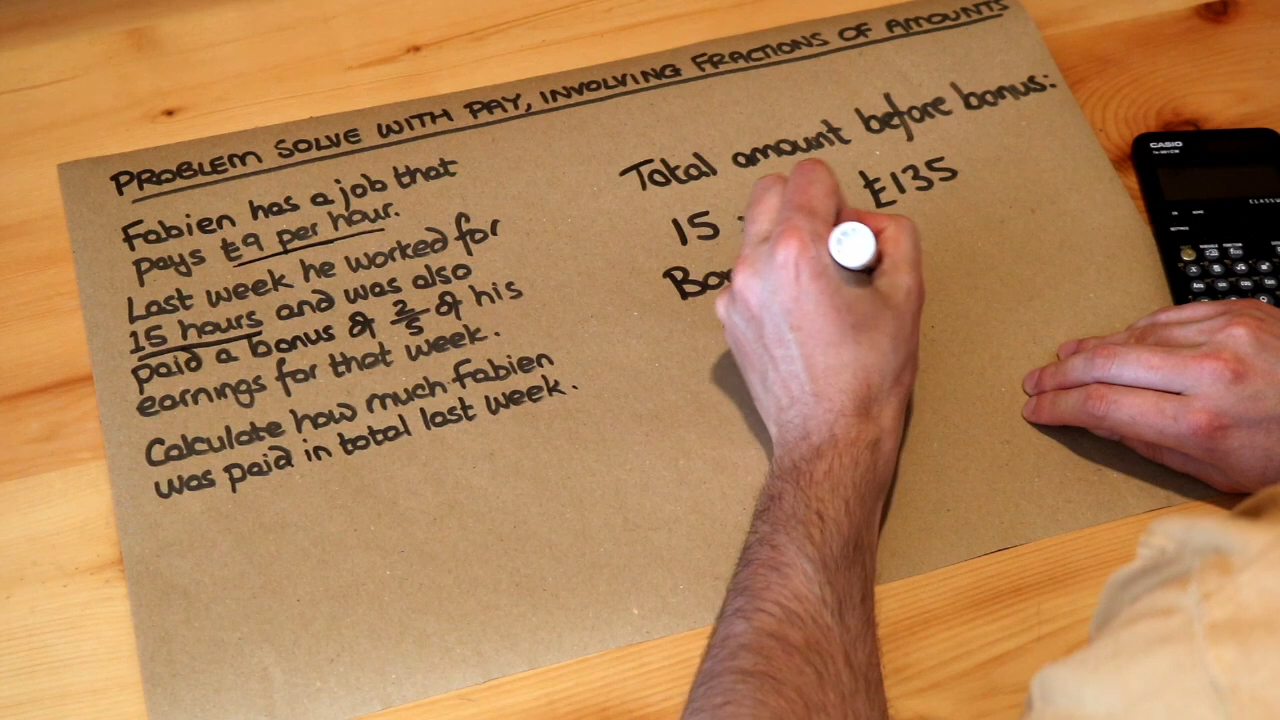 PROBLEM SOLVE WITH PAY, INVOLVING FRACTIONS OF AMOUNTS
Fabien has a job that
pays £9 per hour.
Last week he worked for
15 hours and was also
paid a bonus of 2/5 of his
earnings for that week.
Calculate how much Fabien
was paid in total last week.
Total amount before bonus:
15 £135
CASIO